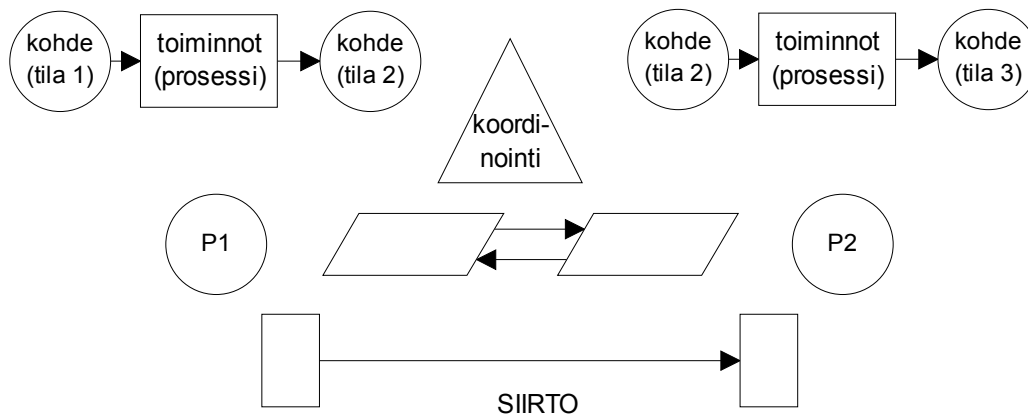 kohde
(tila 1)
toiminnot
(prosessi)
kohde
(tila 2)
kohde
(tila 2)
toiminnot
(prosessi)
kohde
(tila 3)
koordi-
nointi
P1
P2
SIIRTO